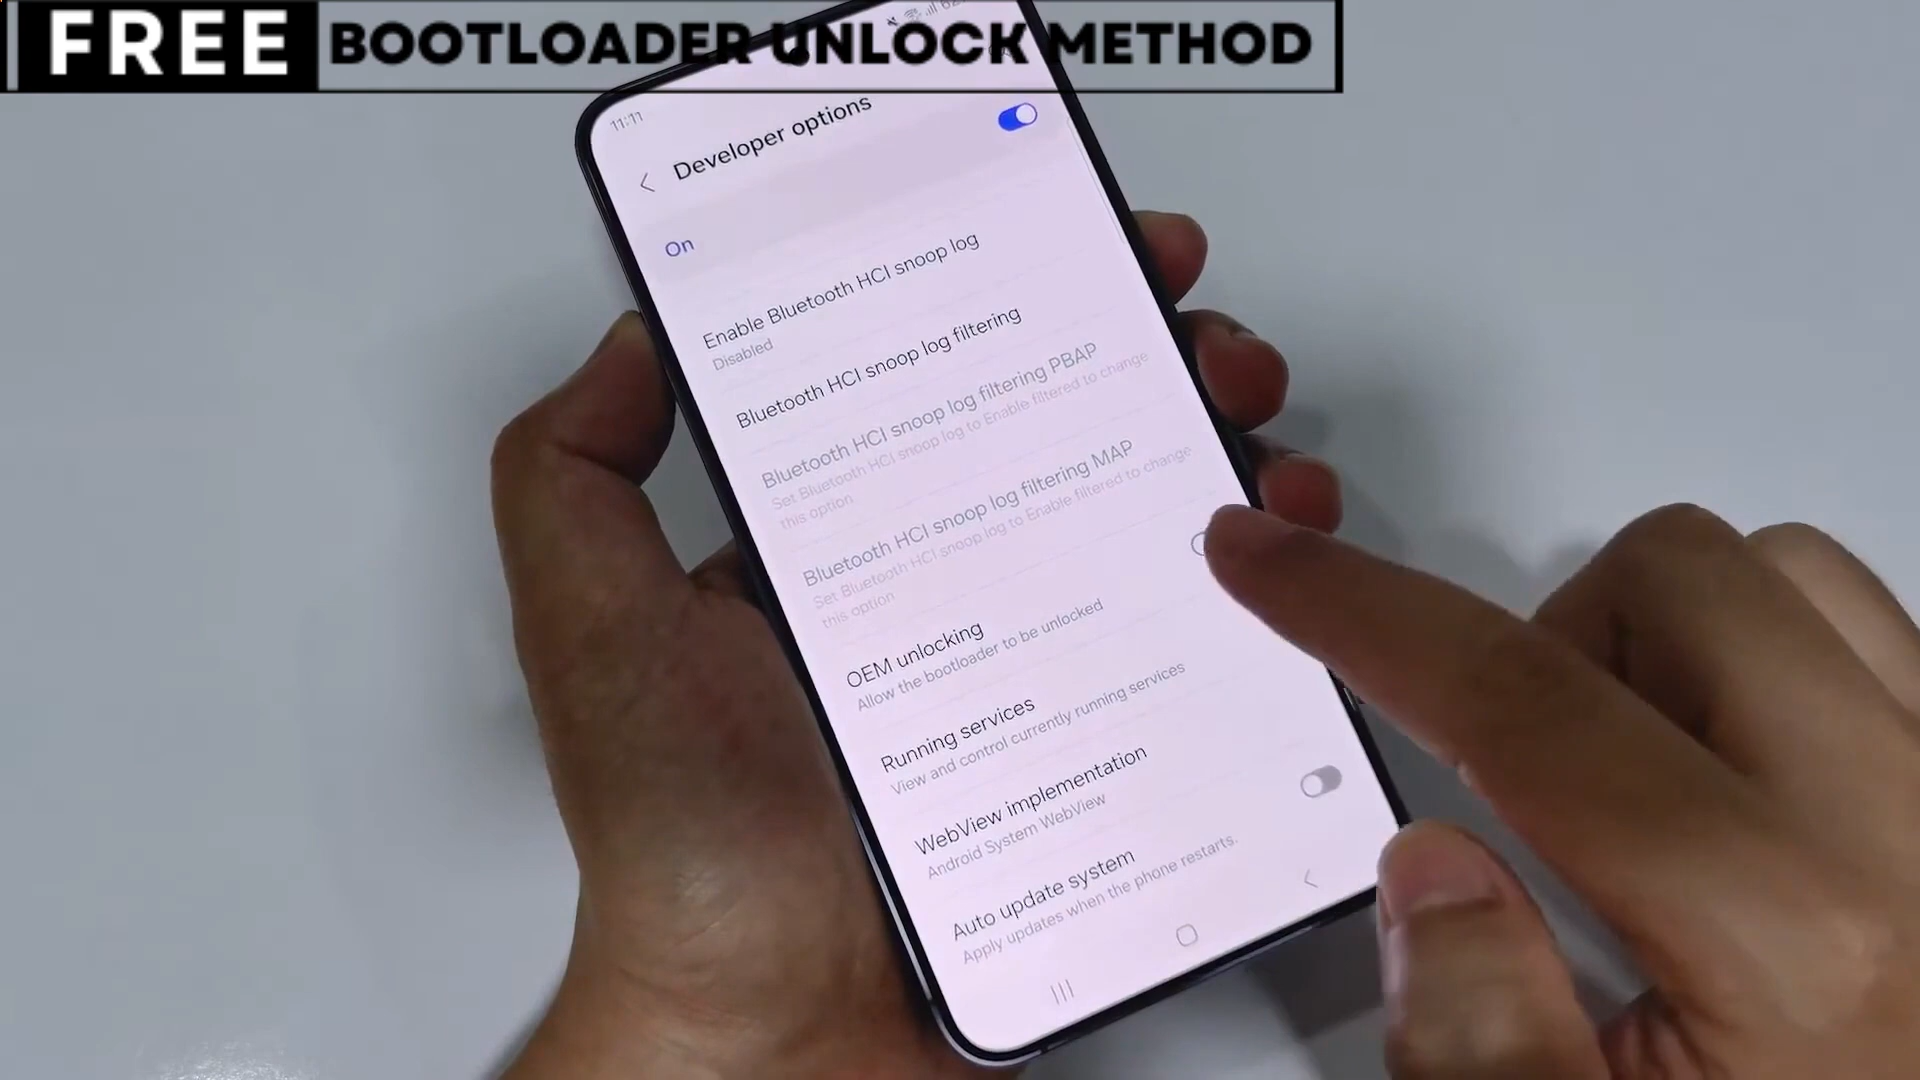 FREE BOOTLOADER UNLOCK METHOD
11:11
Developer options
On
Enable Bluetooth HCI snoop log
Disabled
Bluetooth HCI snoop log filtering
Bluetooth HCI snoop log filtering PBAP
Set Bluetooth HCI snoop log to Enable filtered to change
this option
Bluetooth HCI snoop log filtering MAP
Set Bluetooth HCI snoop log to Enable filtered to change
this option
OEM unlocking
Allow the bootloader to be unlocked
Running services
View and control currently running services
WebView implementation
Android System WebView
Auto update system
Apply updates when the phone restarts.